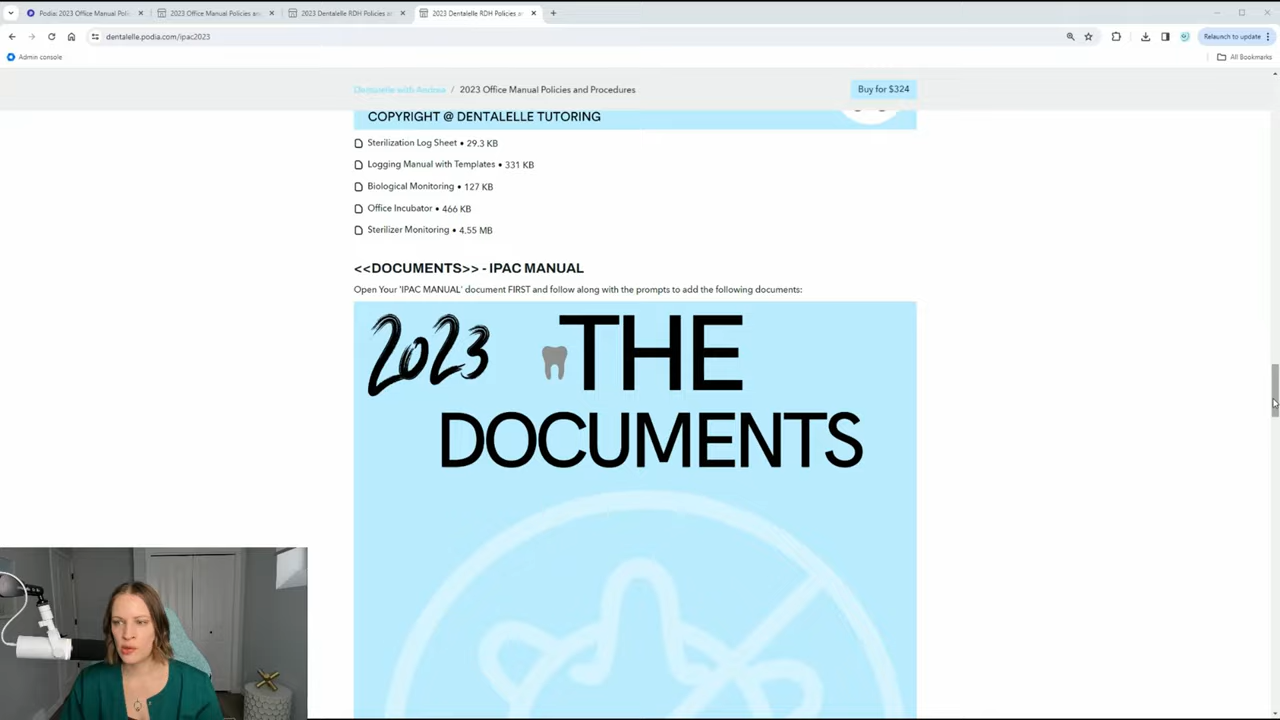 Podia: 2023 Office Manual Poli
2023 Office Manual Policies an
2023 Dentalelle RDH Policies a
2023 Dentalelle RDH Policies a
dentalelle.podia.com/ipac2023
Relaunch to update
Admin console
All Bookmarks
Dentalelle with Andrea / 2023 Office Manual Policies and Procedures
Buy for $324
COPYRIGHT @ DENTALELLE TUTORING
Sterilization Log Sheet • 29.3 KB
Logging Manual with Templates • 331 KB
Biological Monitoring • 127 KB
Office Incubator • 466 KB
Sterilizer Monitoring • 4.55 MB
<<DOCUMENTS>> - IPAC MANUAL
Open Your 'IPAC MANUAL' document FIRST and follow along with the prompts to add the following documents:
2023 THE
DOCUMENTS